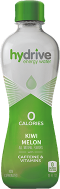 hydrive
energy water
0
CALORIES
KIWI
MELON
CAFFEINE &
VITAMINS